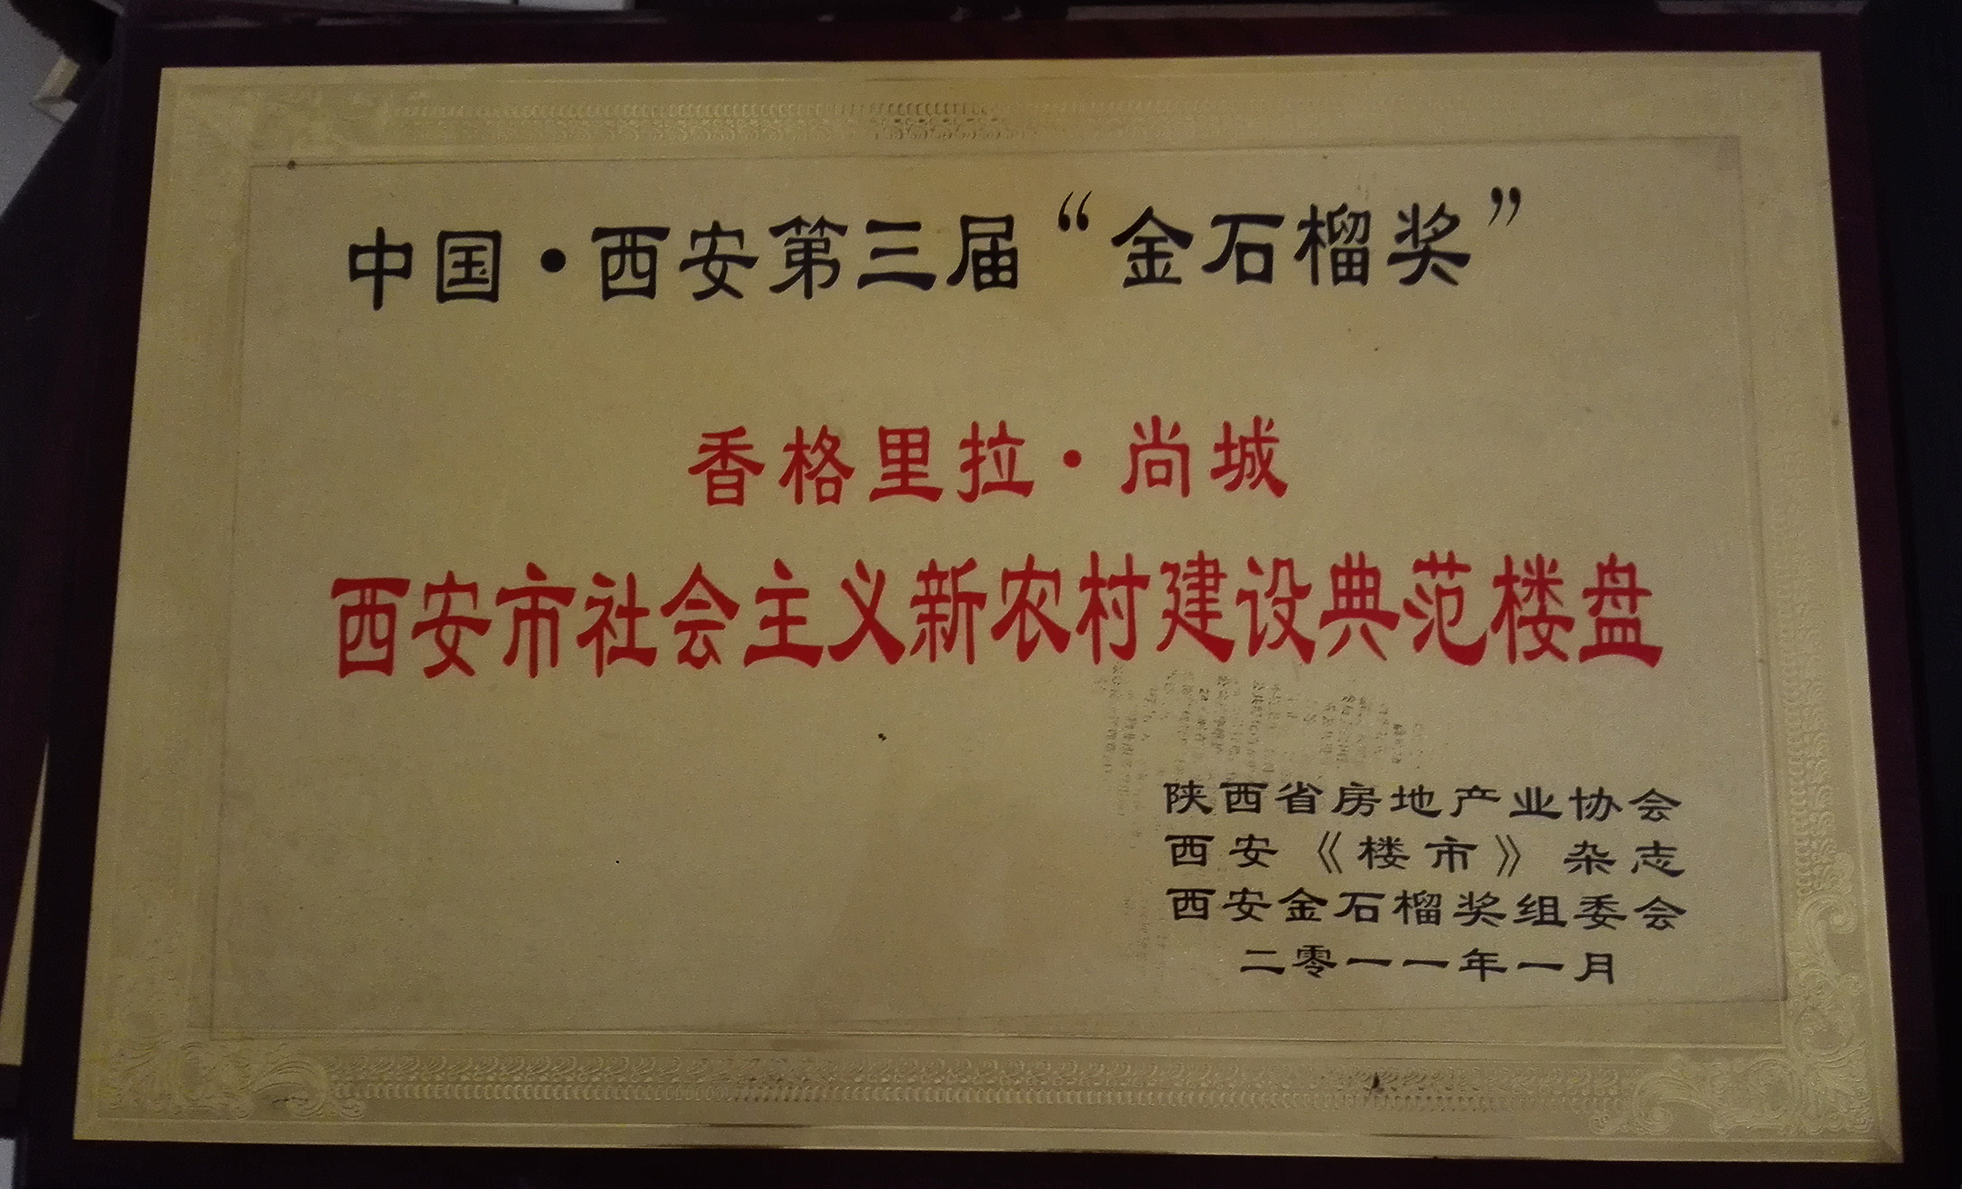 中国·西安第三届“金石榴奖”
香格里拉·尚城
西安市社会主义新农村建设典范楼盘
陕西省房地产业协会
西安《楼市》杂志
西安金石榴奖组委会
二零一一年一月